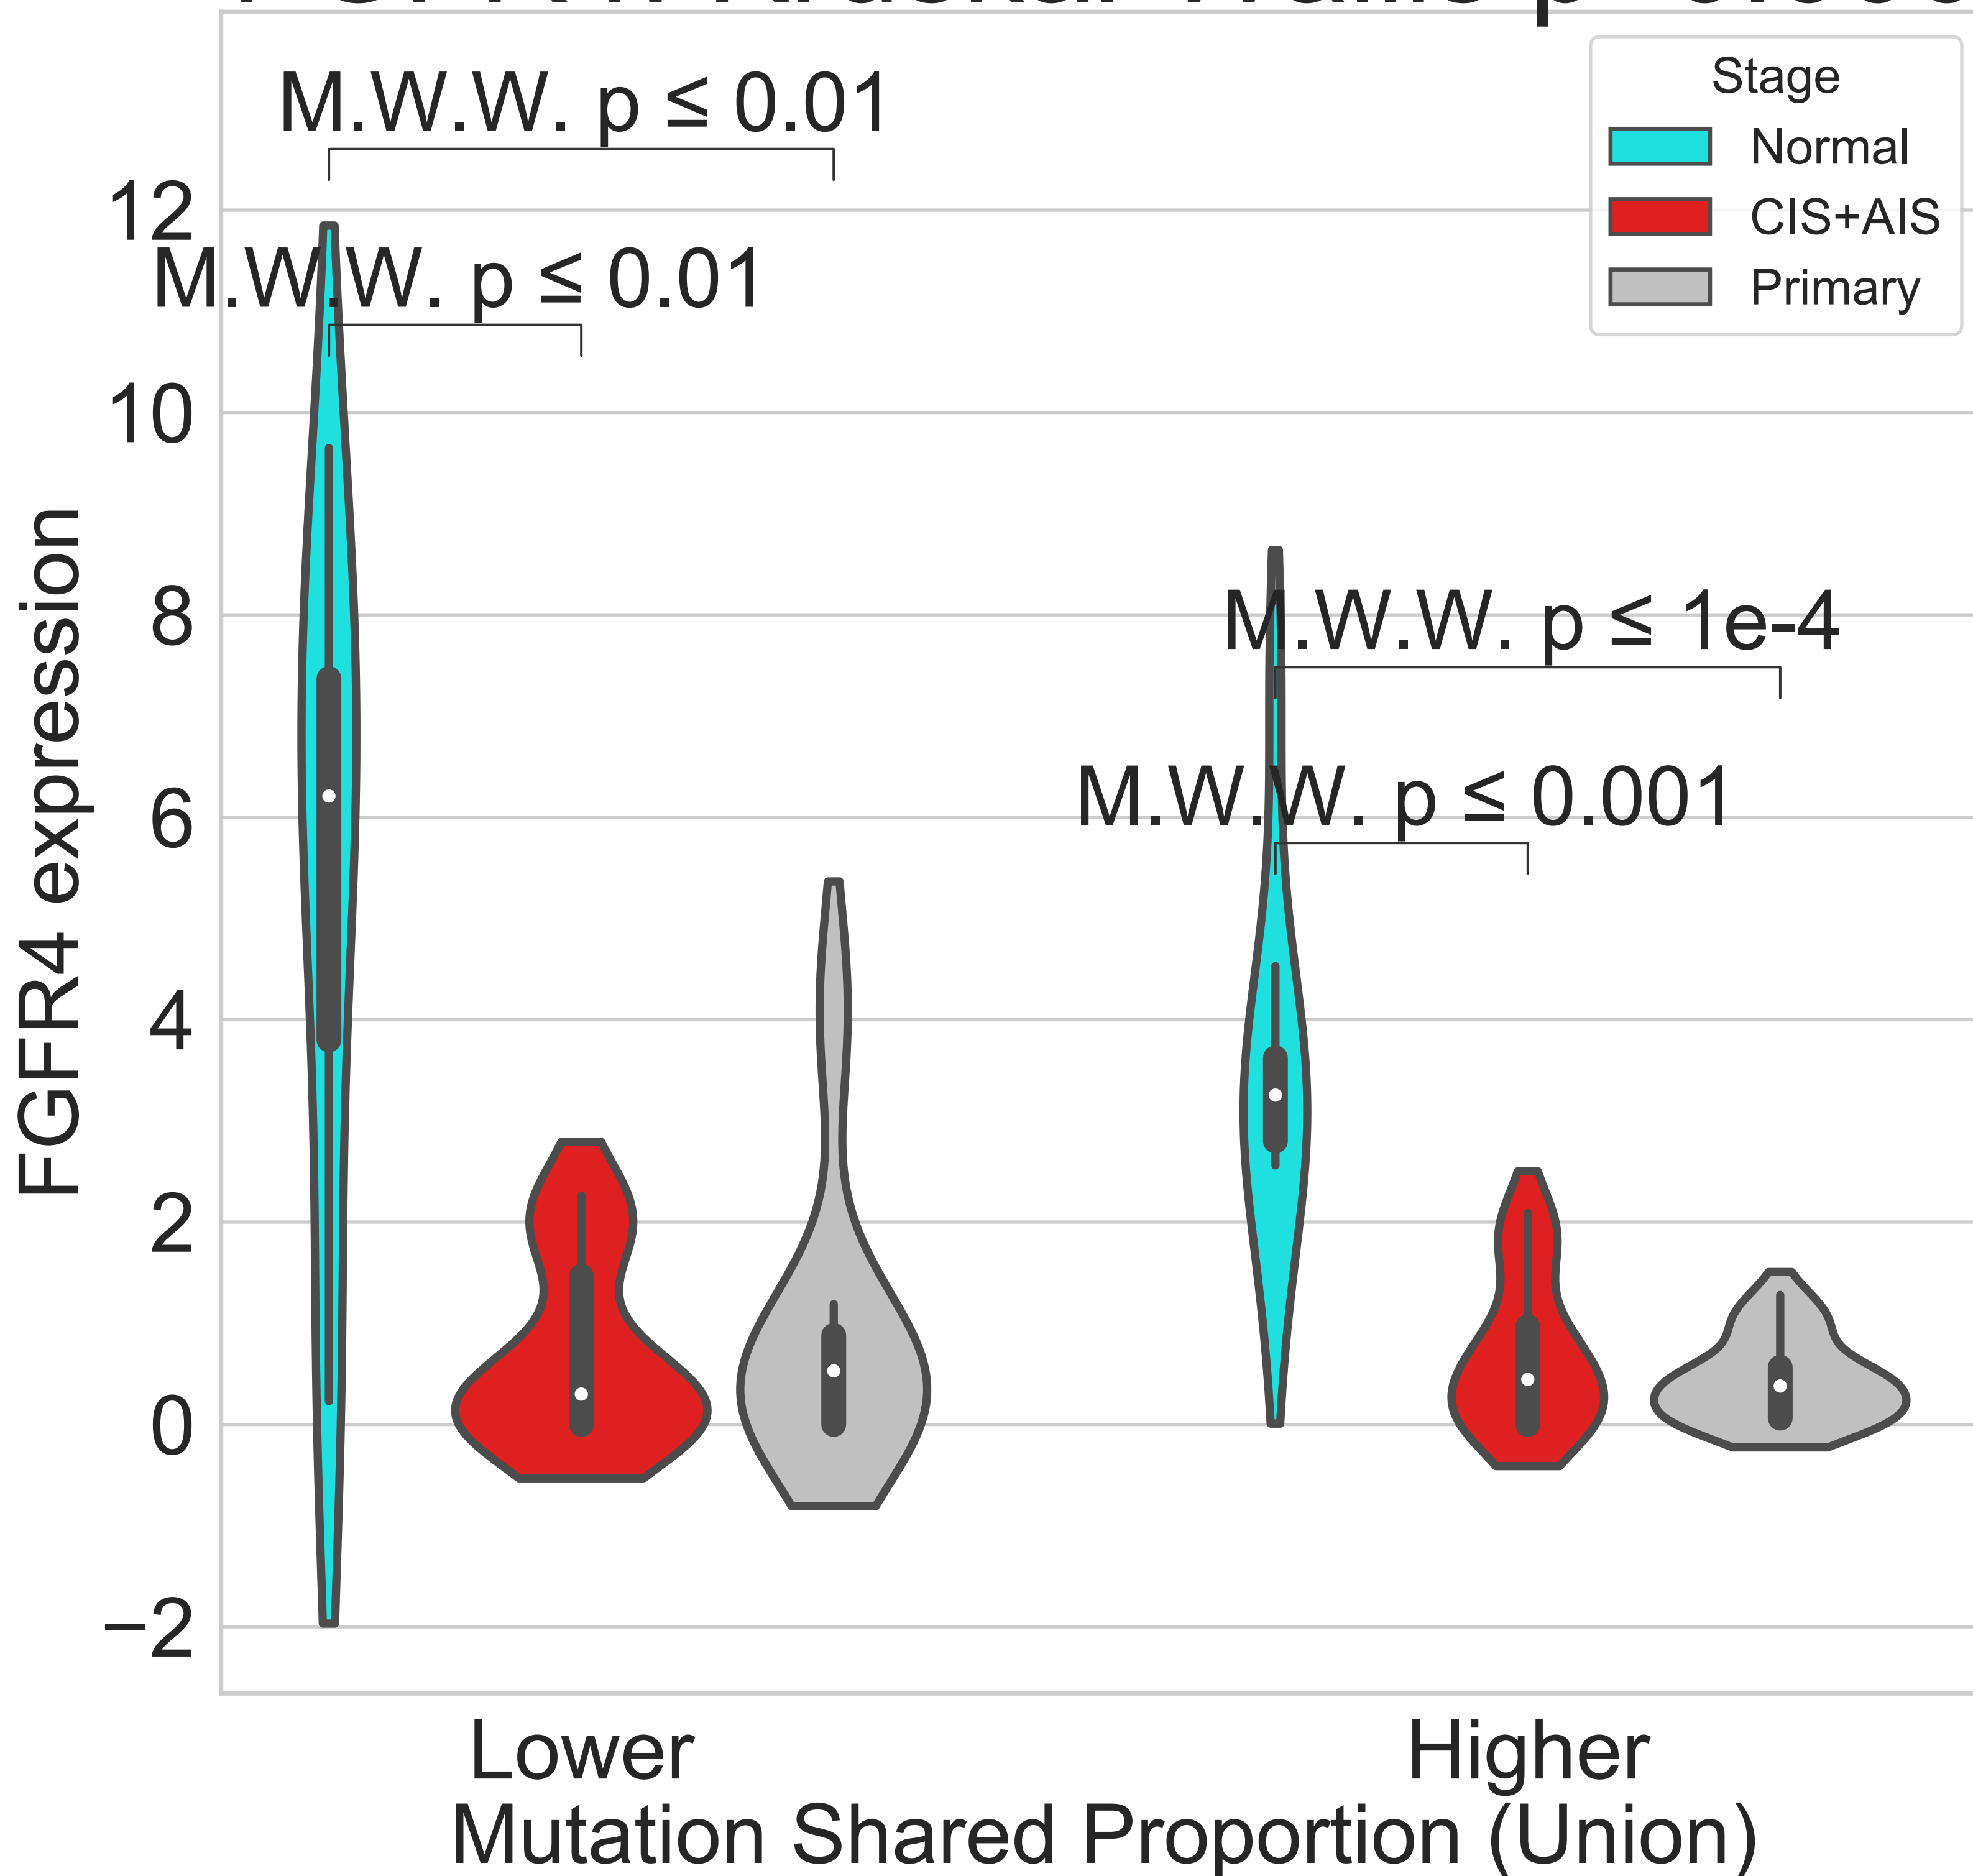 Stage
Normal
CIS+AIS
Primary
M.W.W. p ≤ 0.01
M.W.W. p ≤ 0.01
M.W.W. p ≤ 1e-4
M.W.W. p ≤ 0.001
12
10
8
6
4
2
0
−2
FGFR4 expression
Lower
Higher
Mutation Shared Proportion (Union)